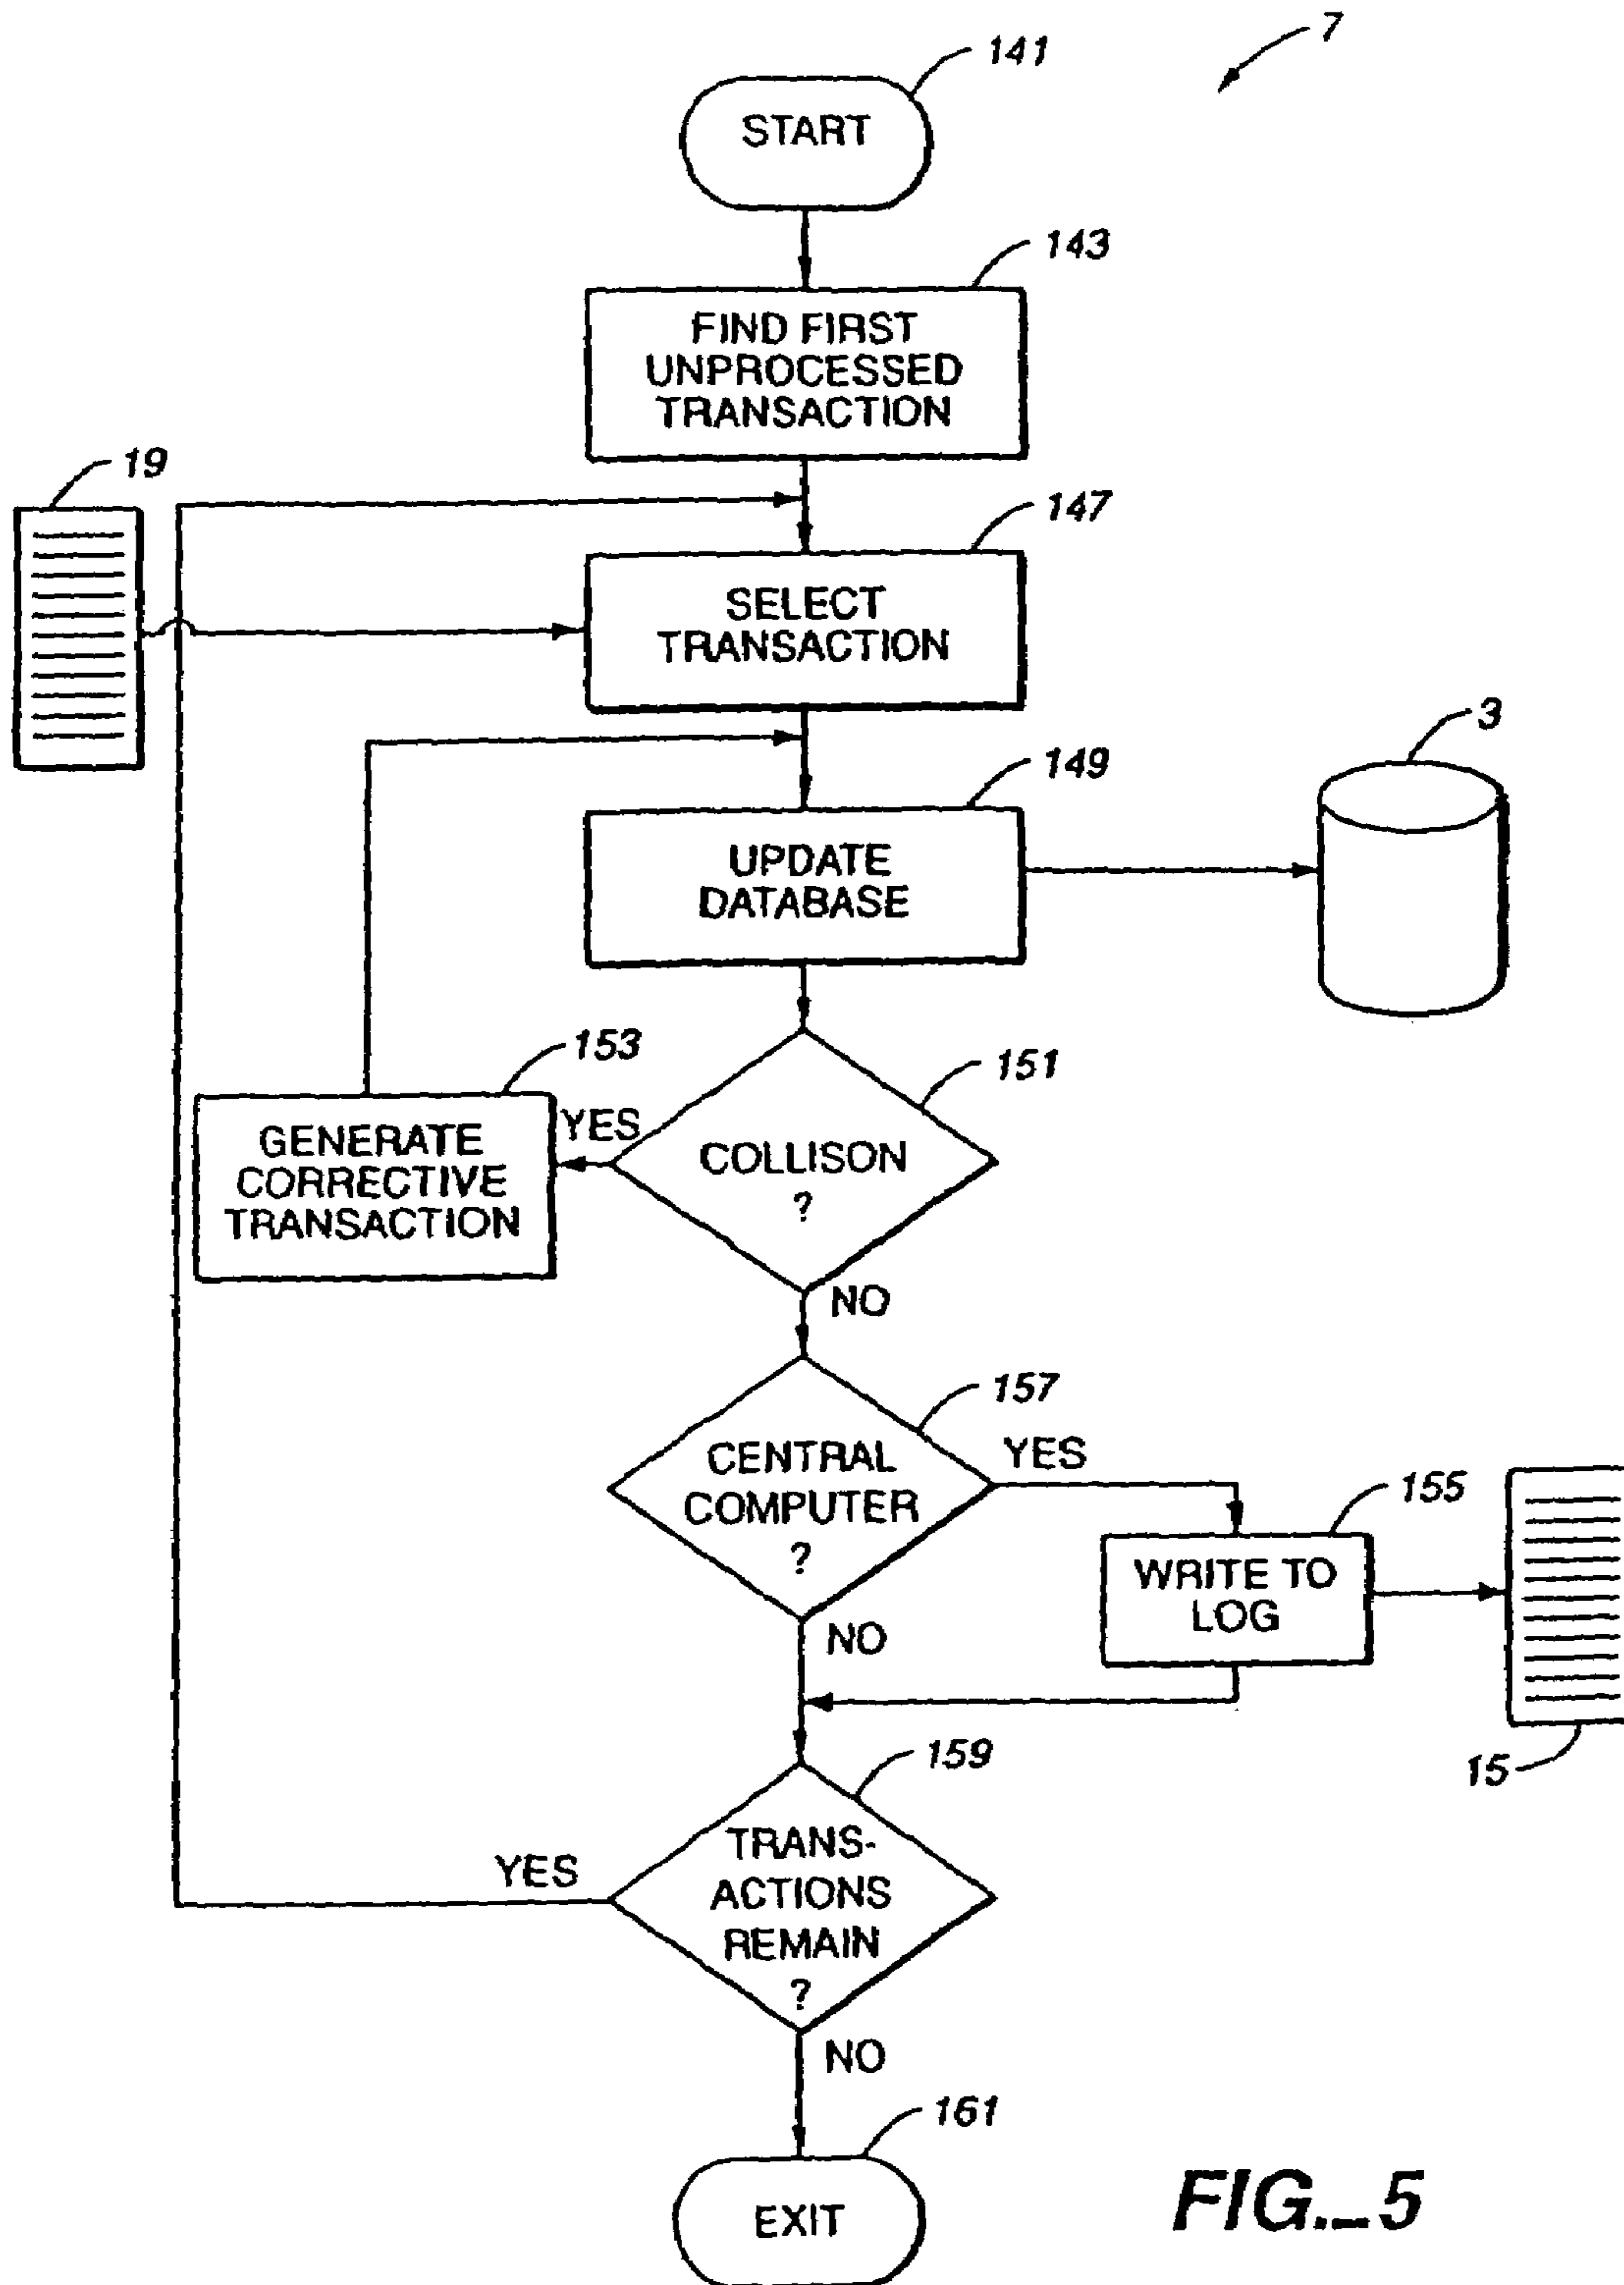 7
141
START
143
FIND FIRST
UNPROCESSED
TRANSACTION
19
147
SELECT
TRANSACTION
3
149
UPDATE
DATABASE
153
151
GENERATE
CORRECTIVE
TRANSACTION
YES
COLLISON
?
NO
157
CENTRAL
COMPUTER
?
YES
155
WRITE TO
LOG
NO
15
159
TRANS-
ACTIONS
REMAIN
?
YES
NO
161
EXIT
FIG._5